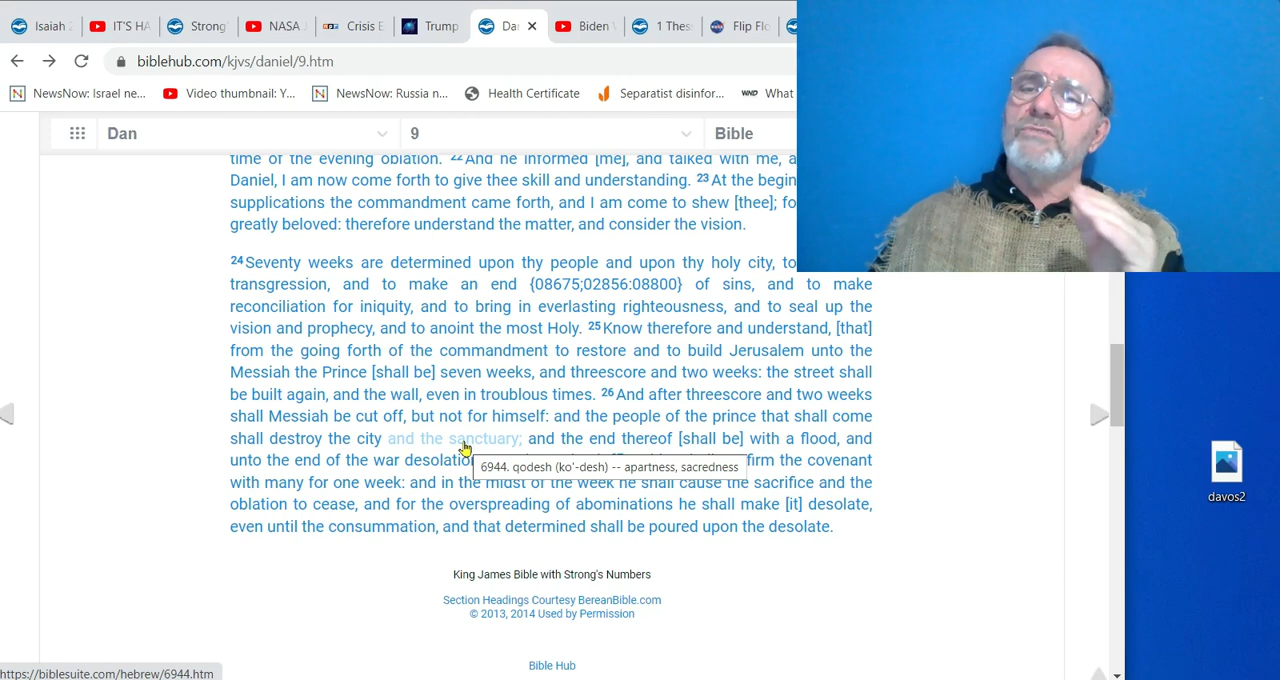 Isaiah 2
IT'S HA
Strong
NASA
Crisis E
Trump
Da
Biden
1 Thes
Flip Flo
biblehub.com/kjvs/daniel/9.htm
NewsNow: Israel ne...
Video thumbnail: Y...
NewsNow: Russia n...
Health Certificate
Separatist disinfor...
WND What
Dan 9 Bible
time of the evening oblation. 22 And he informed [me], and talked with me, a
Daniel, I am now come forth to give thee skill and understanding. 23 At the begin
supplications the commandment came forth, and I am come to shew [thee]; fo
greatly beloved: therefore understand the matter, and consider the vision.
24 Seventy weeks are determined upon thy people and upon thy holy city, to
transgression, and to make an end {08675;02856:08800} of sins, and to make
reconciliation for iniquity, and to bring in everlasting righteousness, and to seal up the
vision and prophecy, and to anoint the most Holy. 25 Know therefore and understand, [that]
from the going forth of the commandment to restore and to build Jerusalem unto the
Messiah the Prince [shall be] seven weeks, and threescore and two weeks: the street shall
be built again, and the wall, even in troublous times. 26 And after threescore and two weeks
shall Messiah be cut off, but not for himself: and the people of the prince that shall come
shall destroy the city and the sanctuary; and the end thereof [shall be] with a flood, and
unto the end of the war desolatio firm the covenant
6944. qodesh (ko'-desh) -- apartness, sacredness
with many for one week: and in the midst of the week he shall cause the sacrifice and the
oblation to cease, and for the overspreading of abominations he shall make [it] desolate,
even until the consummation, and that determined shall be poured upon the desolate.
King James Bible with Strong's Numbers
Section Headings Courtesy BereanBible.com
© 2013, 2014 Used by Permission
Bible Hub
https://biblesuite.com/hebrew/6944.htm
davos2